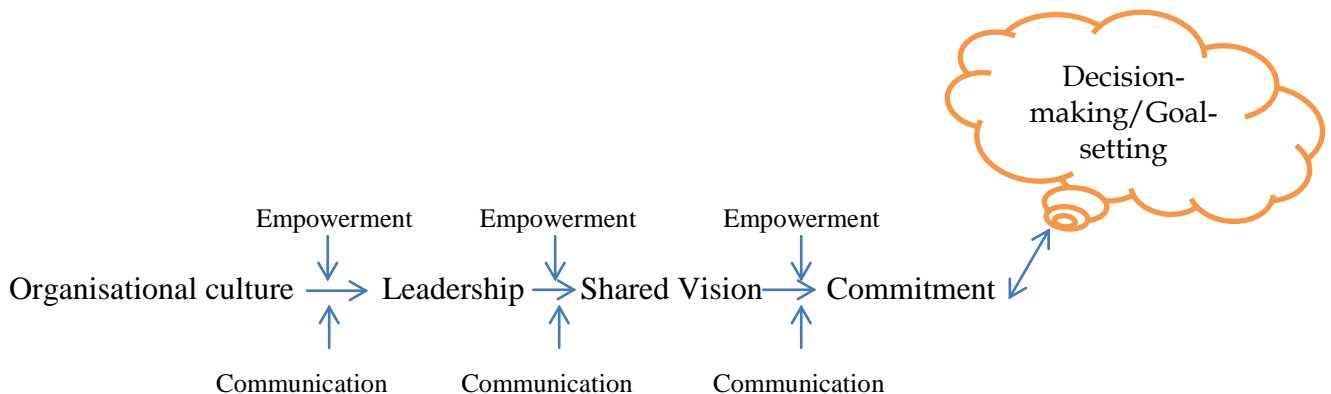 Decision-
making/Goal-
setting
Empowerment Empowerment Empowerment
Organisational culture Leadership Shared Vision Commitment
Communication Communication Communication